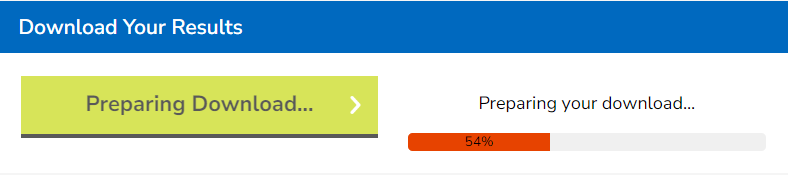 Download Your Results
Preparing Download...
Preparing your download...
54%